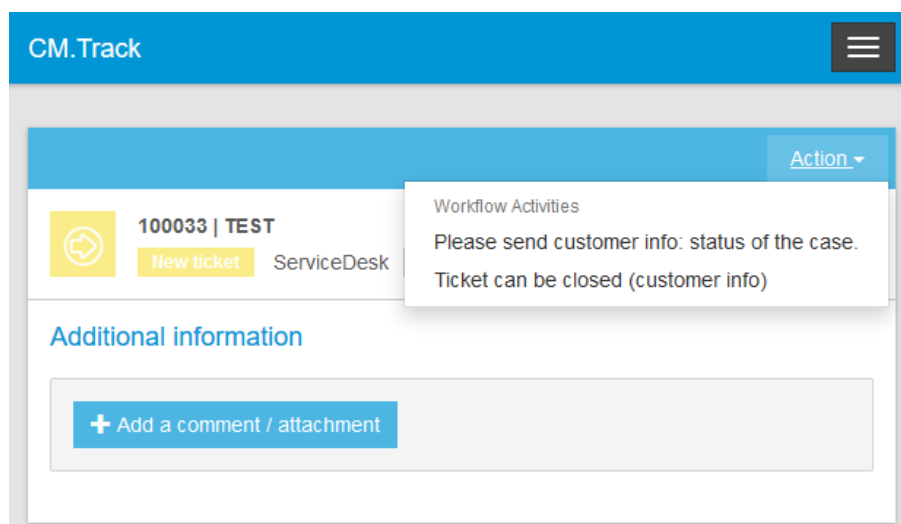 CM.Track
Action
Workflow Activities
Please send customer info: status of the case.
Ticket can be closed (customer info)
100033 | TEST
New ticket ServiceDesk
Additional information
Add a comment / attachment